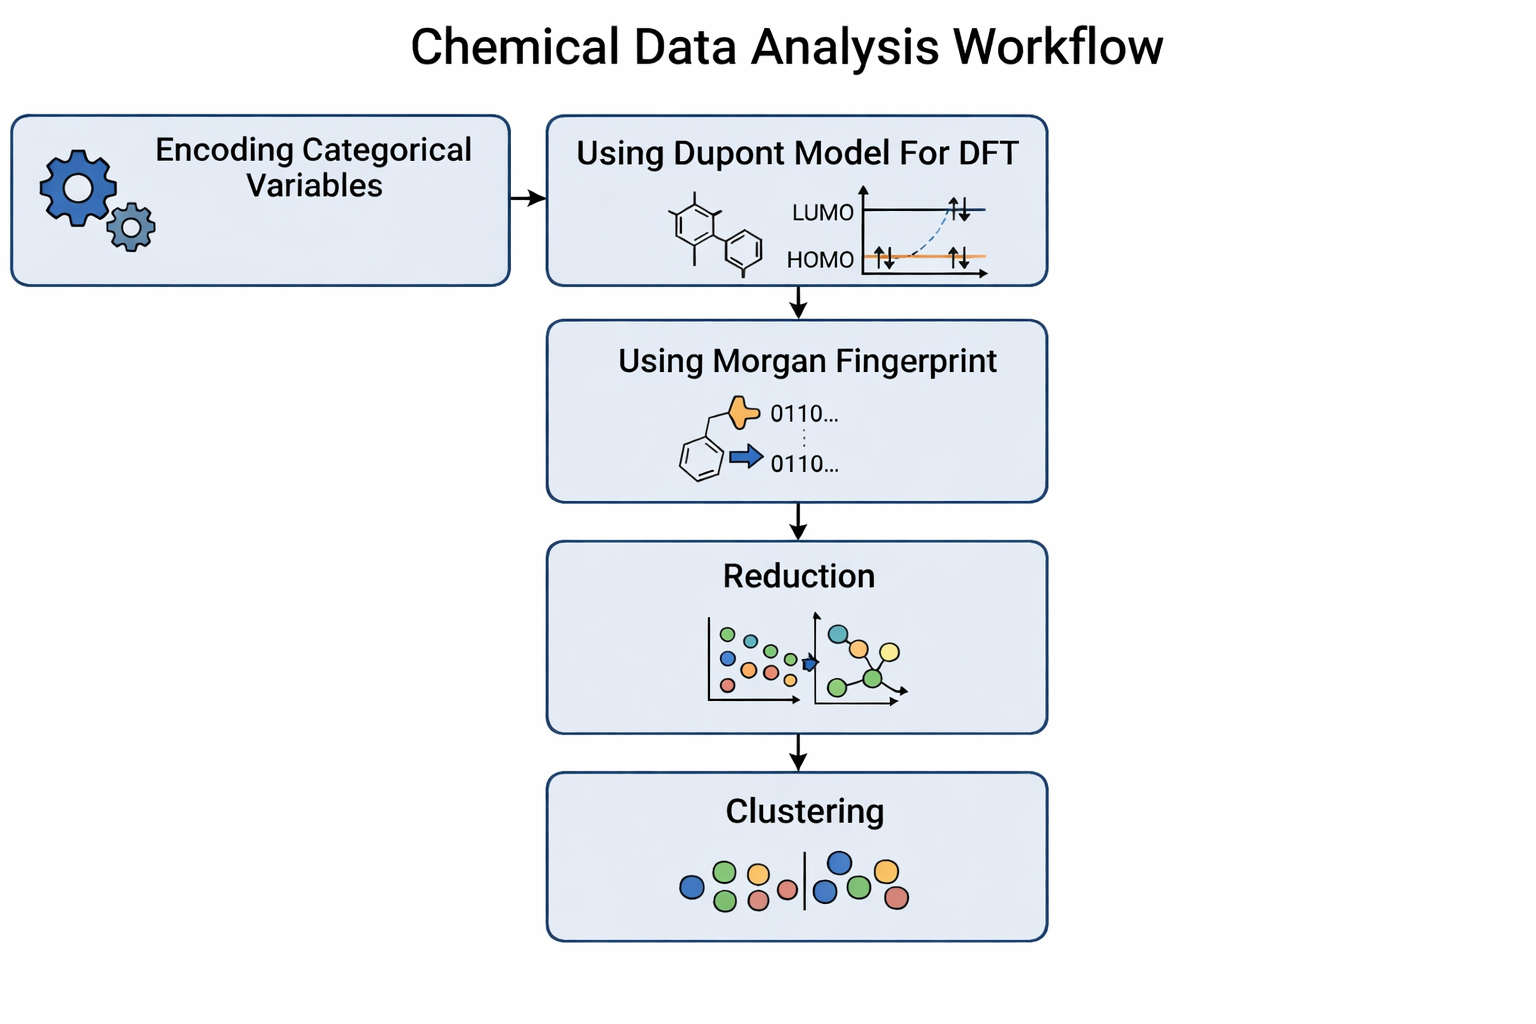 Chemical Data Analysis Workflow
Encoding Categorical
Variables
Using Dupont Model For DFT
LUMO
HOMO
Using Morgan Fingerprint
0110...
0110...
Reduction
Clustering